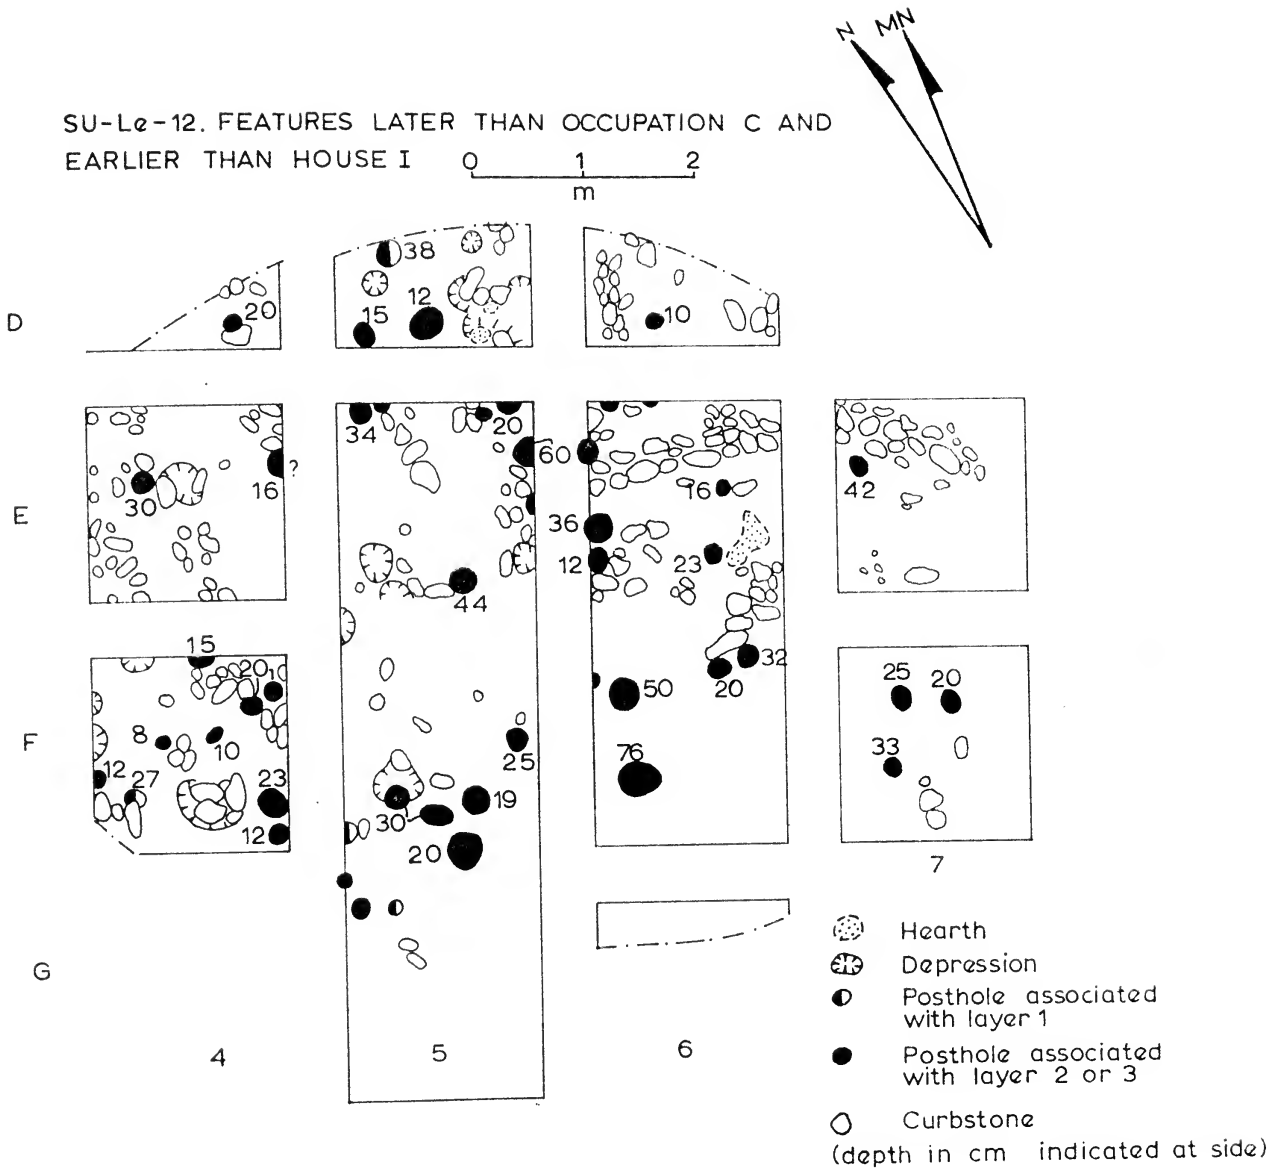 N MN
SU-Le-12. FEATURES LATER THAN OCCUPATION C AND
EARLIER THAN HOUSE I
0 1 2
m
38
12
D 20 15 10
34 20
60
? 16 42
30 16
E 36
12 23
44
15 32
20 50 20 25 20
8 10
F 25 76 33
12 27 23 19
30
12 20
7
Hearth
G Depression
Posthole associated
with layer 1
4 5 6
Posthole associated
with layer 2 or 3
Curbstone
(depth in cm indicated at side)